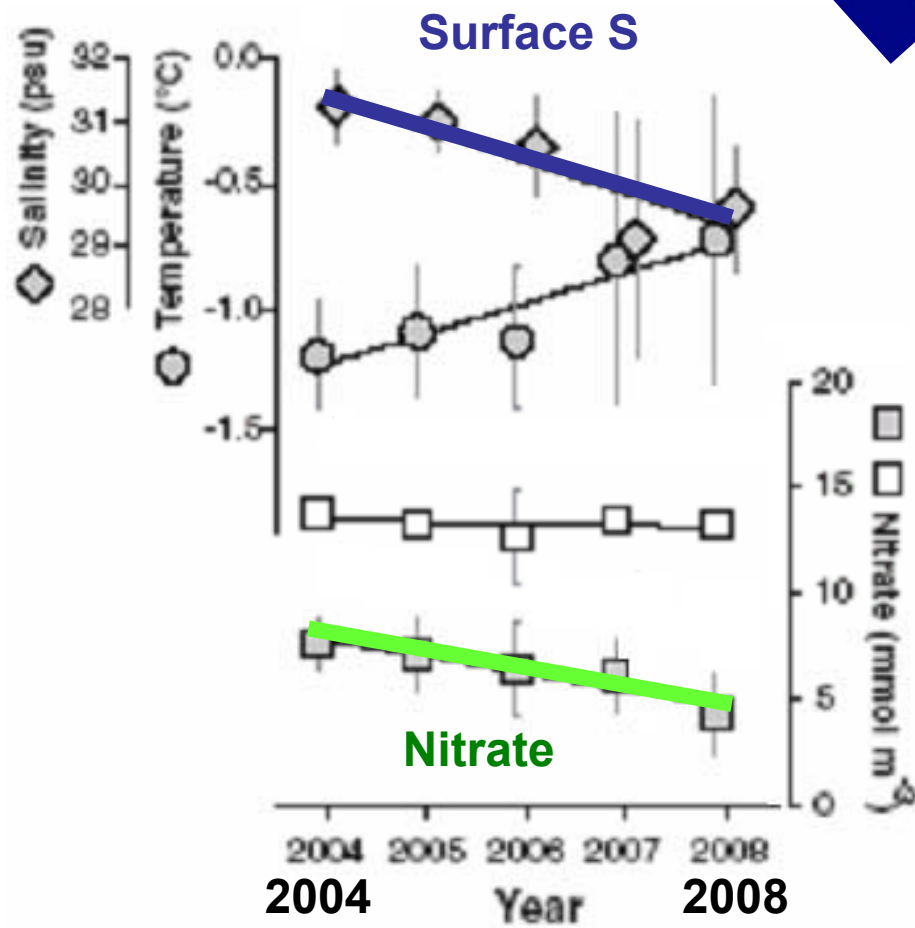 Surface S
Salinity (psu)
32
31
30
29
28
Temperature (°C)
0.0
-0.5
-1.0
-1.5
20
15
10
5
0
Nitrate (mmol m-3)
Nitrate
2004 2005 2006 2007 2008
2004 2008
Year